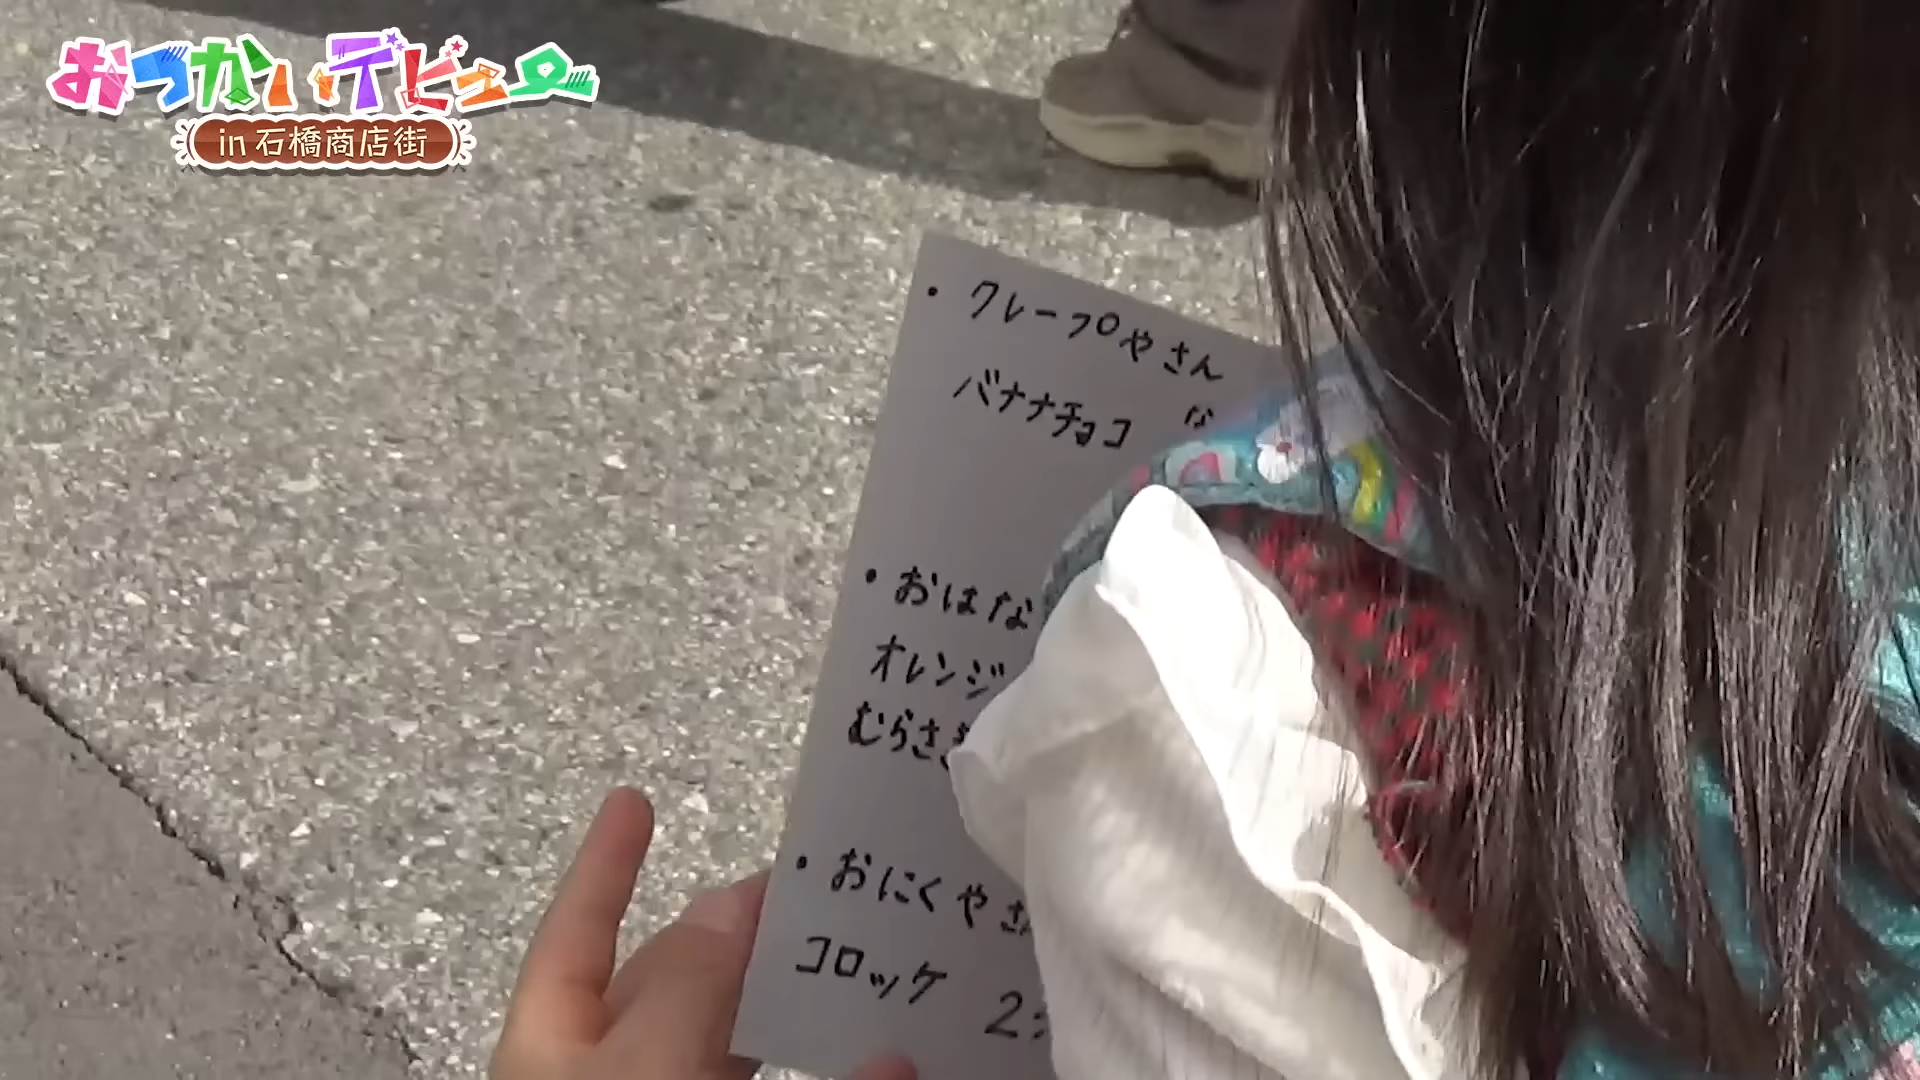 おつかいデビュー
in 石橋商店街
・クレープやさん
バナナチョコ な
・おはな
オレンジ
むらさき
・おにくやさ
コロッケ 2